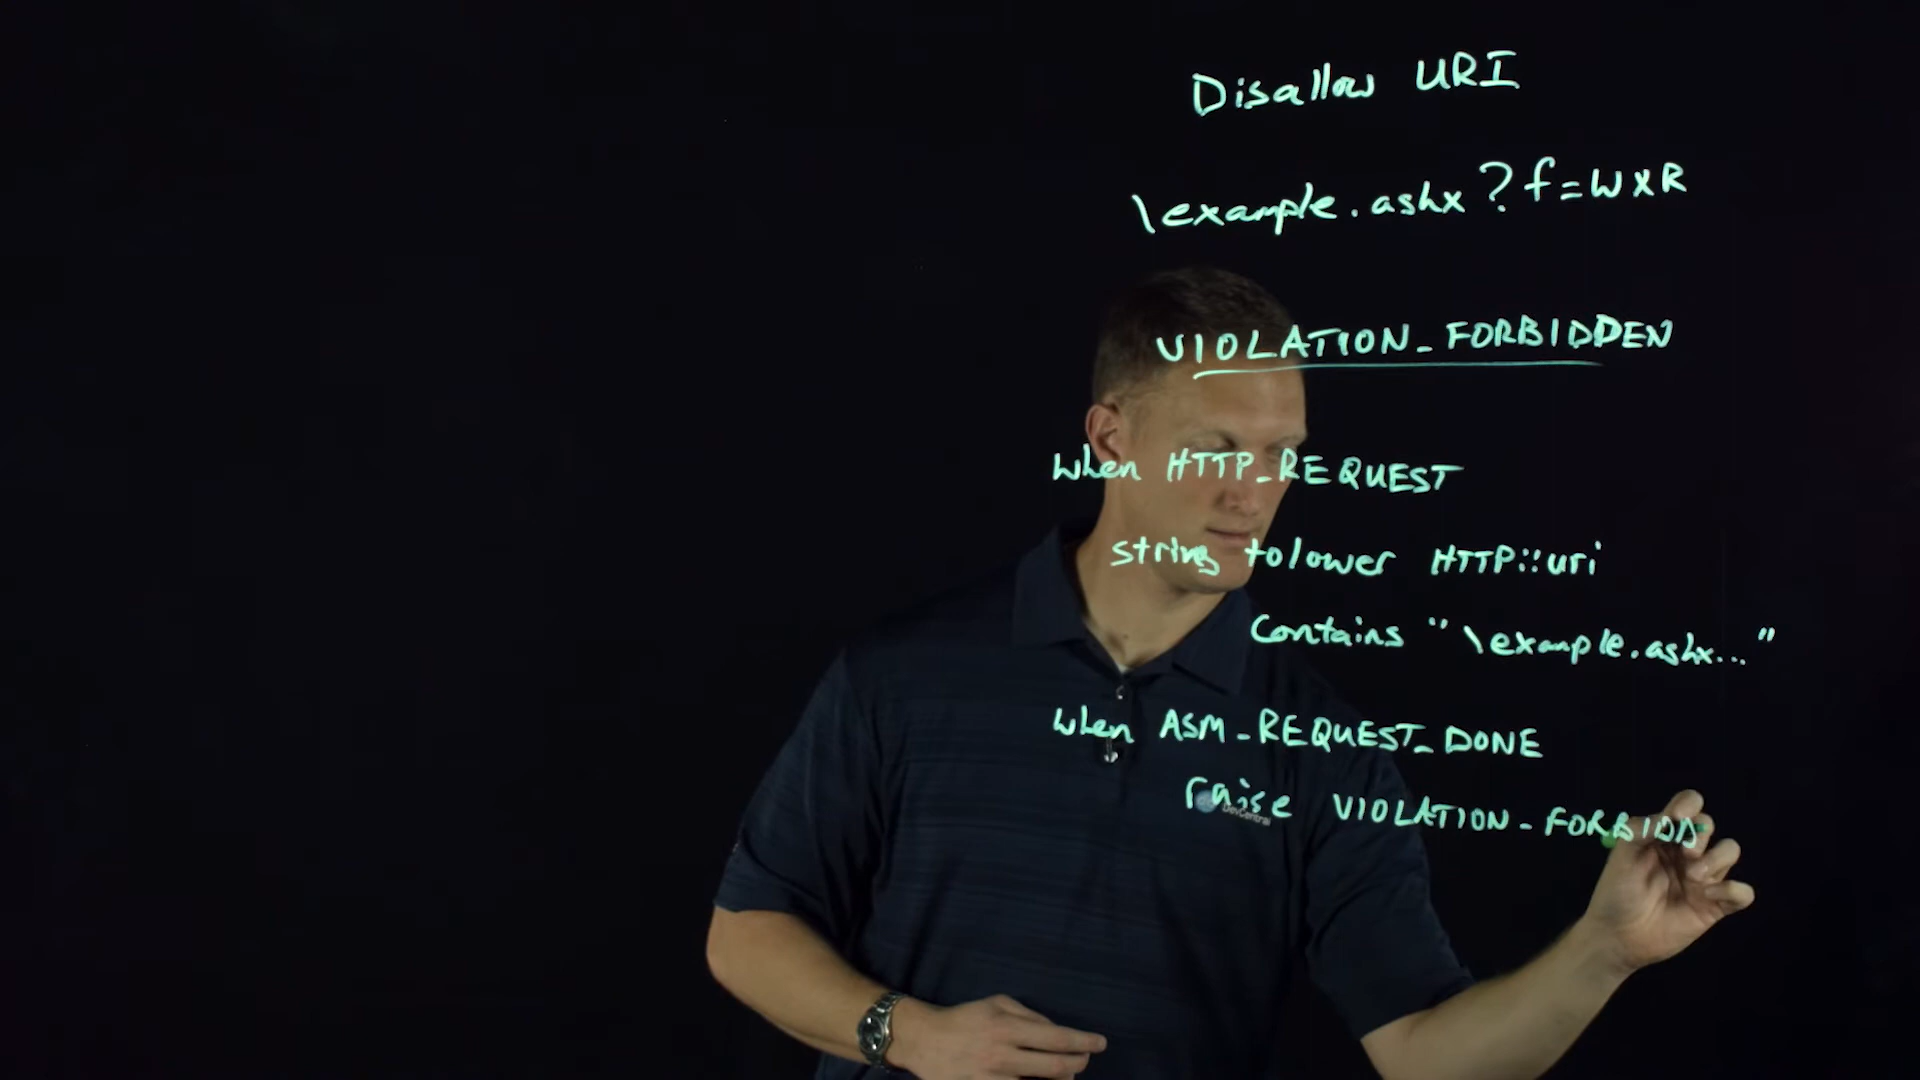 Disallow URI
\example.ashx?f=WXR
VIOLATION_FORBIDDEN
when HTTP_REQUEST
string tolower HTTP::uri
Contains "\example.ashx..."
when ASM_REQUEST_DONE
raise VIOLATION_FORBIDD
DevCentral